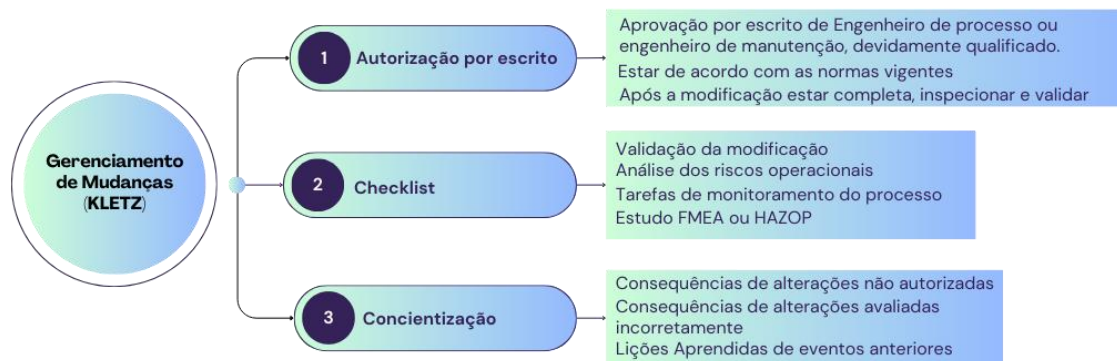 Gerenciamento
de Mudanças
(KLETZ)
1
Autorização por escrito
Aprovação por escrito de Engenheiro de processo ou
engenheiro de manutenção, devidamente qualificado.
Estar de acordo com as normas vigentes
Após a modificação estar completa, inspecionar e validar
2
Checklist
Validação da modificação
Análise dos riscos operacionais
Tarefas de monitoramento do processo
Estudo FMEA ou HAZOP
3
Concientização
Consequências de alterações não autorizadas
Consequências de alterações avaliadas
incorretamente
Lições Aprendidas de eventos anteriores